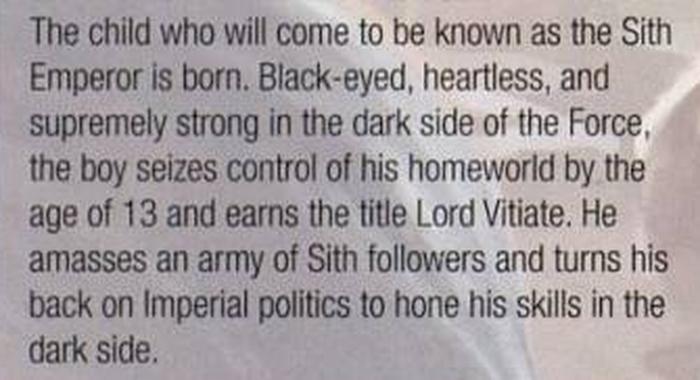 The child who will come to be known as the Sith
Emperor is born. Black-eyed, heartless, and
supremely strong in the dark side of the Force,
the boy seizes control of his homeworld by the
age of 13 and earns the title Lord Vitiate. He
amasses an army of Sith followers and turns his
back on Imperial politics to hone his skills in the
dark side.